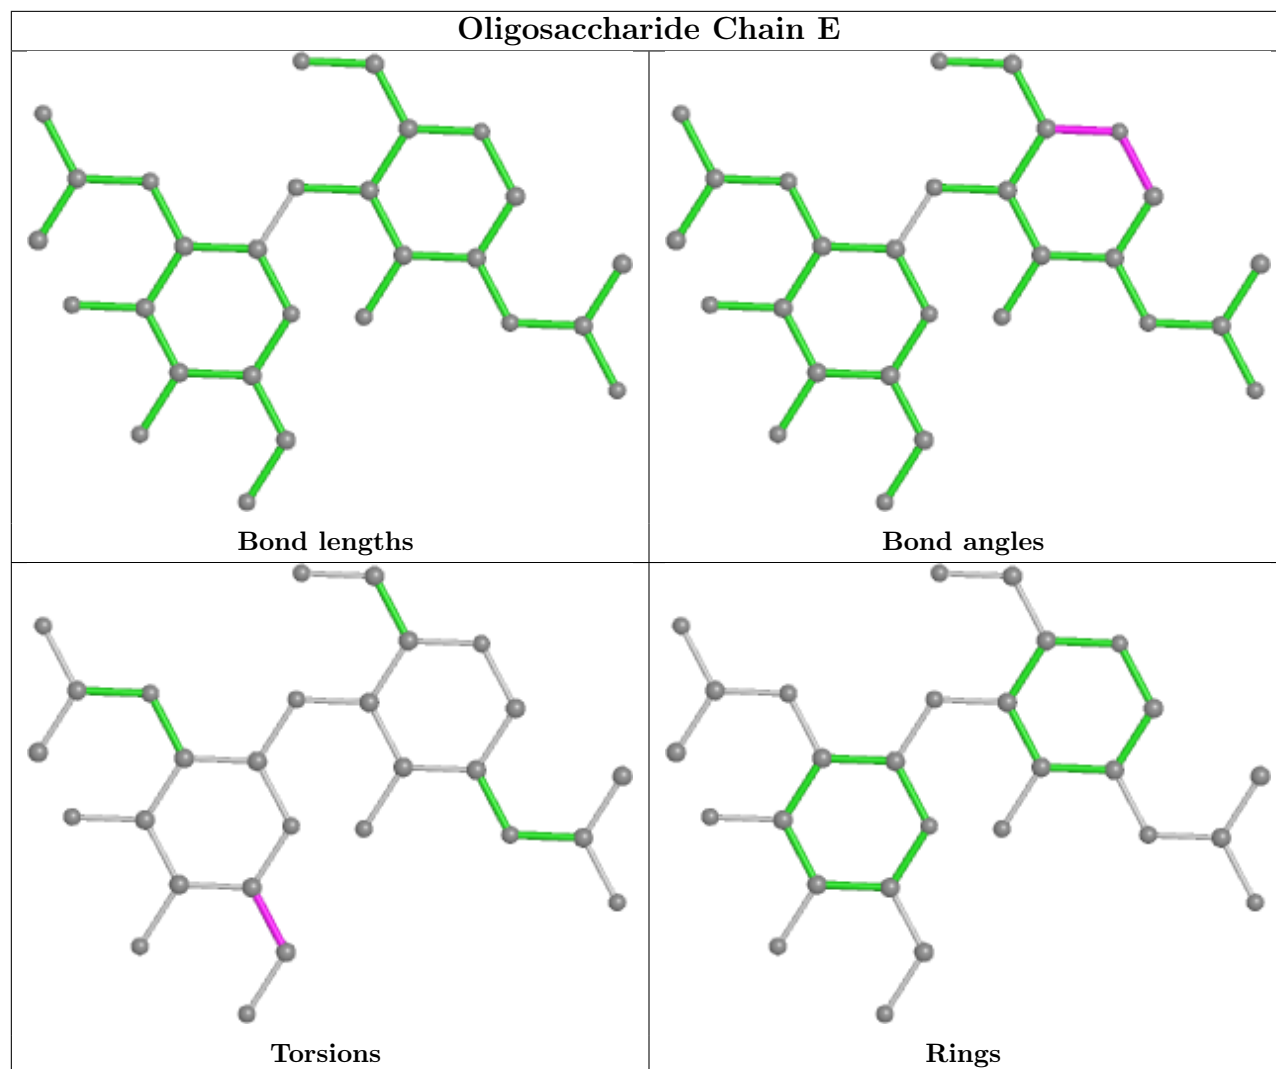 Oligosaccharide Chain E
Bond lengths
Bond angles
Torsions
Rings